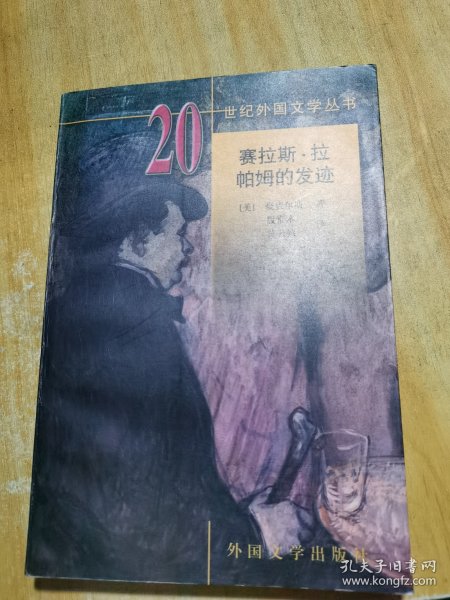 20
世纪外国文学丛书
赛拉斯·拉
帕姆的发迹
[美]
外国文学出版社
孔夫子旧书网
www.kongfz.com